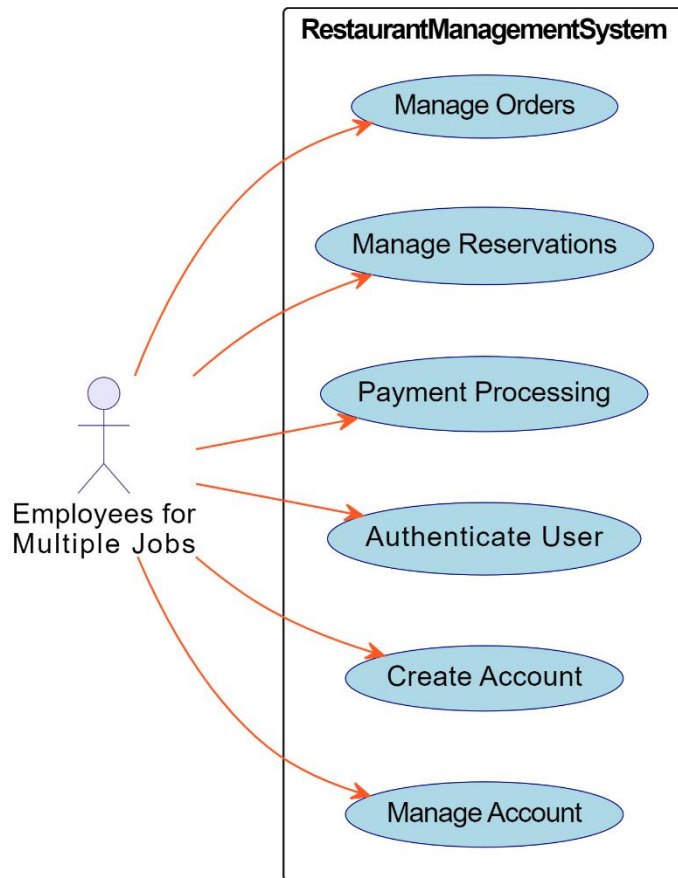 RestaurantManagementSystem
Manage Orders
Manage Reservations
Payment Processing
Employees for
Multiple Jobs
Authenticate User
Create Account
Manage Account